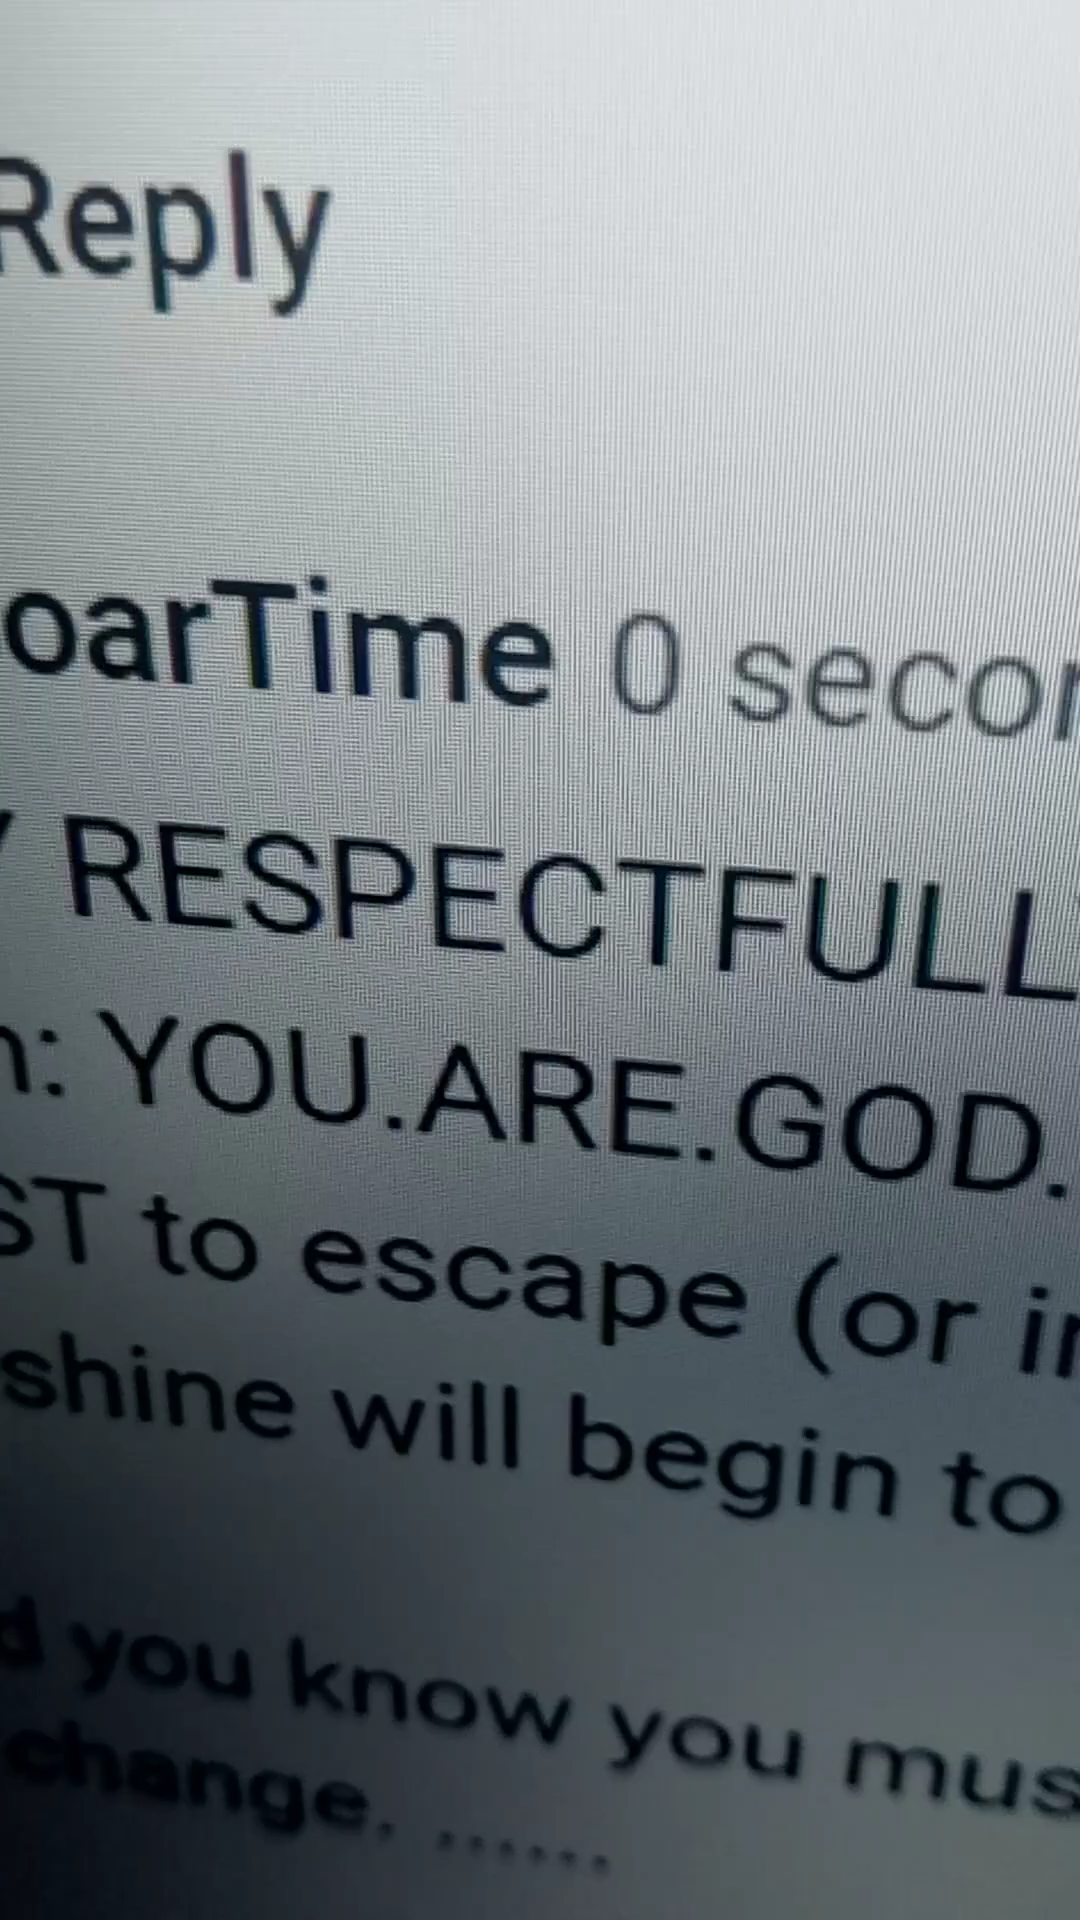 Reply
oarTime 0 secon
RESPECTFULL
n: YOU.ARE.GOD.
ST to escape (or in
shine will begin to
d you know you mus
change. ......